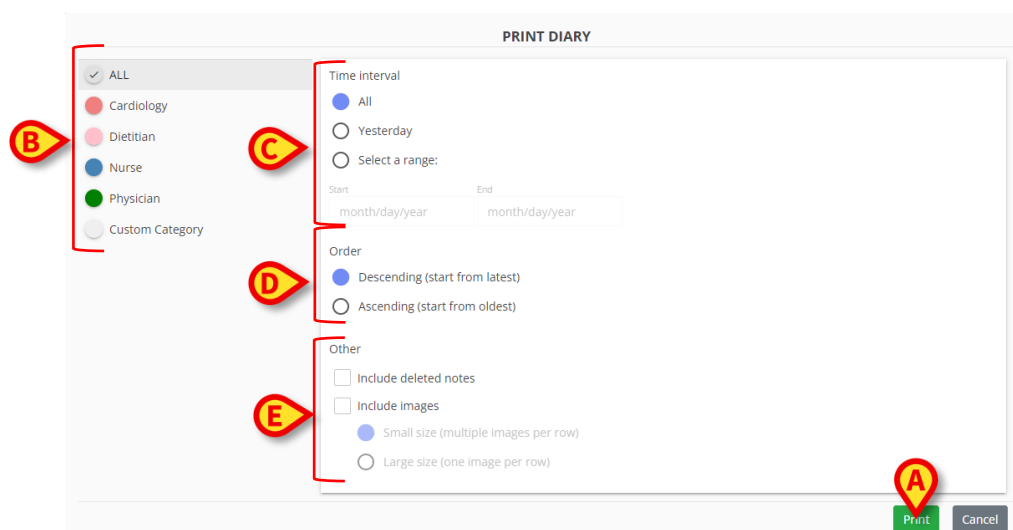 PRINT DIARY
B
ALL
Cardiology
Dietitian
Nurse
Physician
Custom Category
C
Time interval
All
Yesterday
Select a range:
Start End
month/day/year month/day/year
D
Order
Descending (start from latest)
Ascending (start from oldest)
E
Other
Include deleted notes
Include images
Small size (multiple images per row)
Large size (one image per row)
A
Print Cancel